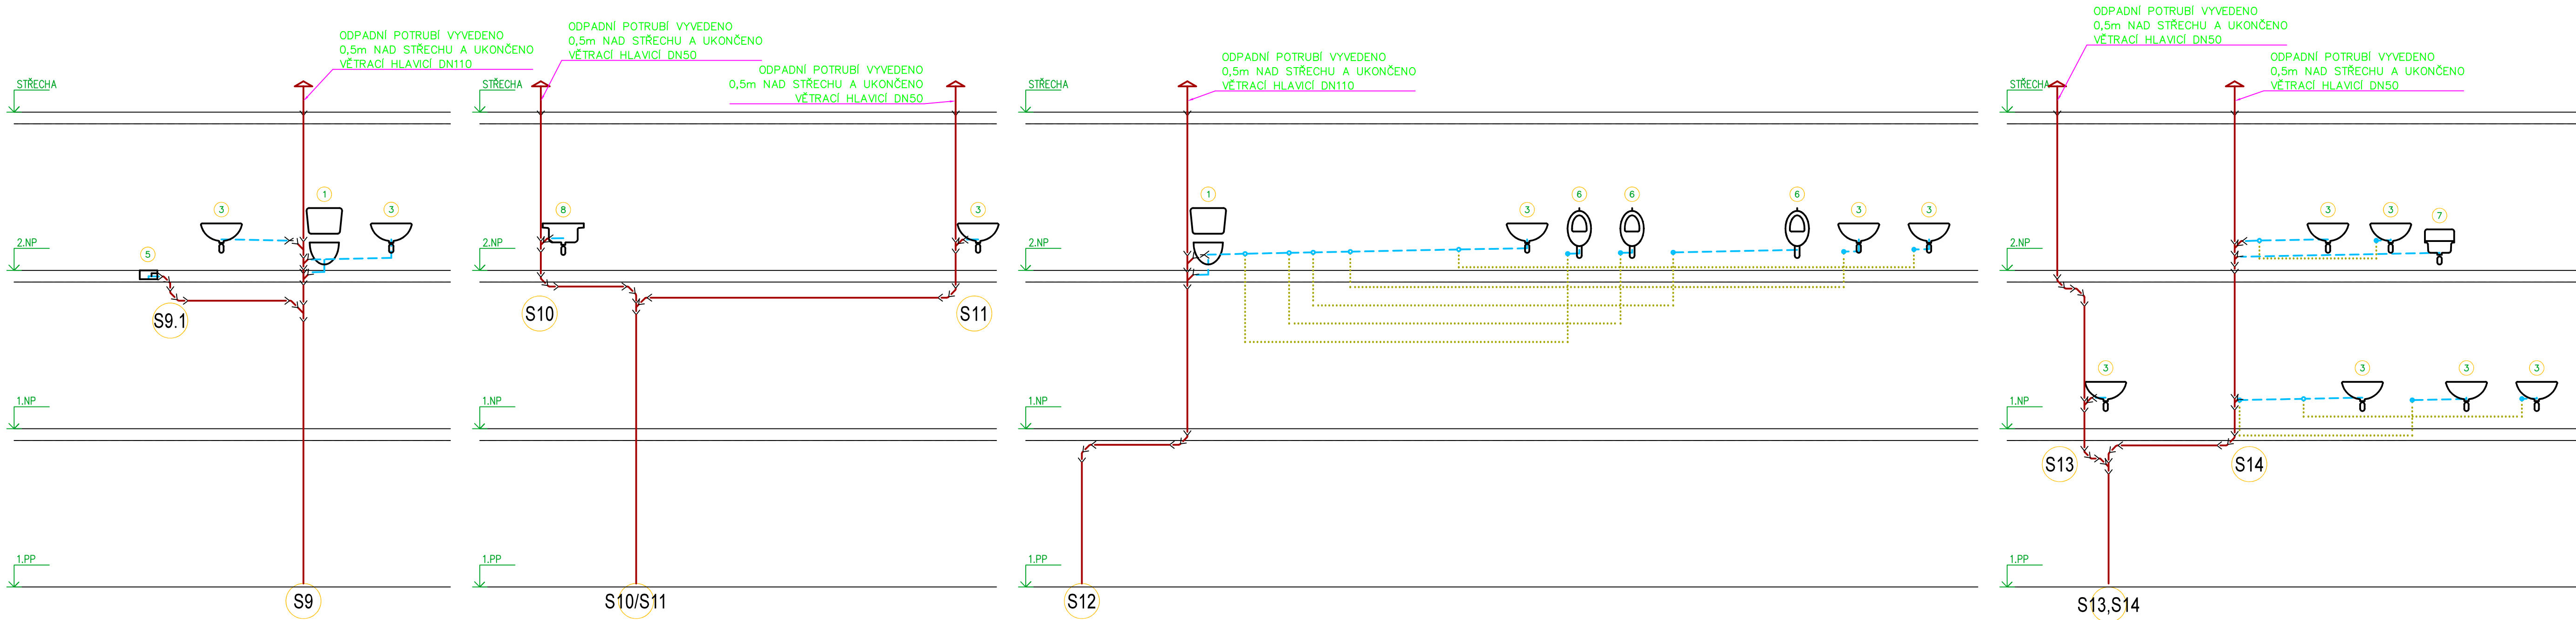 ODPADNÍ POTRUBÍ VYVEDENO
0,5m NAD STŘECHU A UKONČENO
VĚTRACÍ HLAVICÍ DN110
STŘECHA
3
1
3
2.NP
5
S9.1
1.NP
1.PP
S9
ODPADNÍ POTRUBÍ VYVEDENO
0,5m NAD STŘECHU A UKONČENO
VĚTRACÍ HLAVICÍ DN50
ODPADNÍ POTRUBÍ VYVEDENO
0,5m NAD STŘECHU A UKONČENO
VĚTRACÍ HLAVICÍ DN50
STŘECHA
8
3
2.NP
S10
S11
1.NP
1.PP
S10/S11
ODPADNÍ POTRUBÍ VYVEDENO
0,5m NAD STŘECHU A UKONČENO
VĚTRACÍ HLAVICÍ DN110
STŘECHA
1
3
6
6
6
3
3
2.NP
1.NP
1.PP
S12
ODPADNÍ POTRUBÍ VYVEDENO
0,5m NAD STŘECHU A UKONČENO
VĚTRACÍ HLAVICÍ DN50
ODPADNÍ POTRUBÍ VYVEDENO
0,5m NAD STŘECHU A UKONČENO
VĚTRACÍ HLAVICÍ DN50
STŘECHA
3
3
7
2.NP
3
3
3
3
1.NP
S13
S14
1.PP
S13,S14